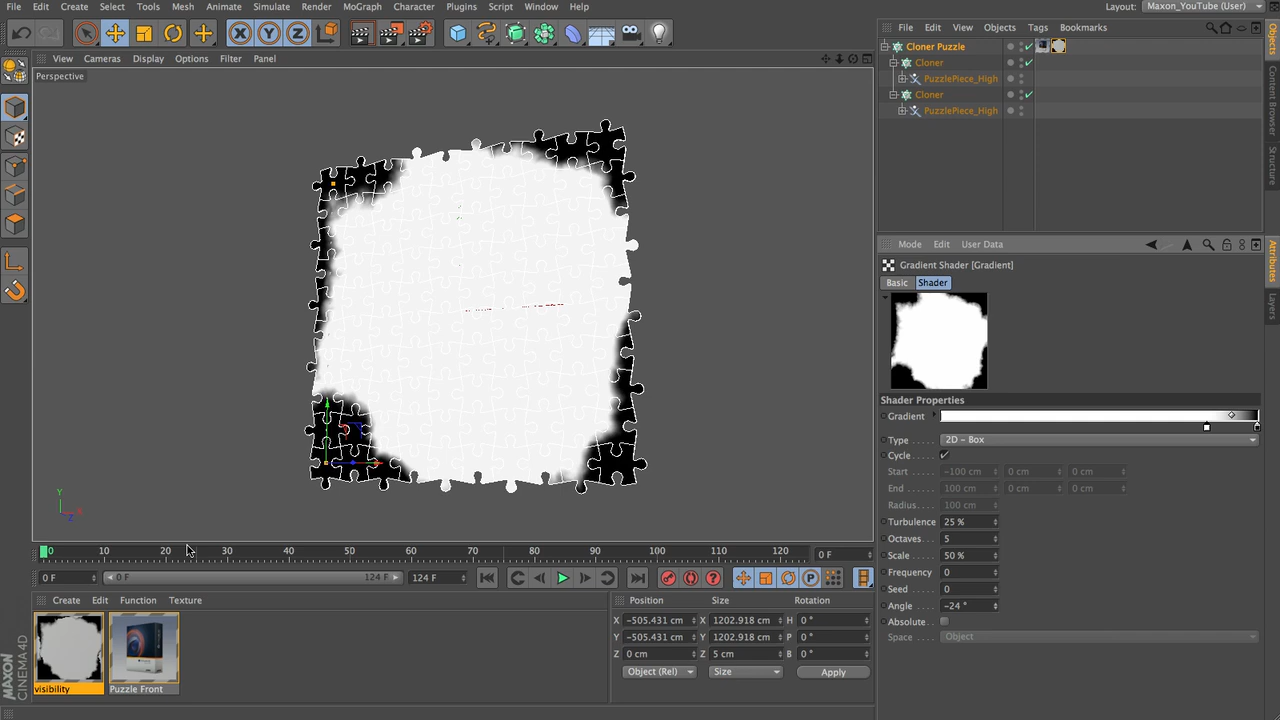 File Edit Create Select Tools Mesh Animate Simulate Render MoGraph Character Plugins Script Window Help Layout: Maxon_YouTube (User)
X Y Z
File Edit View Objects Tags Bookmarks
Cloner Puzzle
Cloner
PuzzlePiece_High
Cloner
PuzzlePiece_High
Objects
Content Browser
Structure
View Cameras Display Options Filter Panel
Perspective
Y
X
Z
Mode Edit User Data
Gradient Shader [Gradient]
Basic Shader
Attributes
Layers
Shader Properties
Gradient
Type 2D - Box
Cycle
Start -100 cm 0 cm 0 cm
End 100 cm 0 cm 0 cm
Radius 100 cm
Turbulence 25 %
Octaves 5
Scale 50 %
Frequency 0
Seed 0
Angle -24 °
Absolute
Space Object
0 10 20 30 40 50 60 70 80 90 100 110 120 0 F
0 F 0 F 124 F 124 F
P
Create Edit Function Texture
visibility
Puzzle Front
Position Size Rotation
X -505.431 cm X 1202.918 cm H 0 °
Y -505.431 cm Y 1202.918 cm P 0 °
Z 0 cm Z 5 cm B 0 °
Object (Rel) Size Apply
MAXON
CINEMA 4D